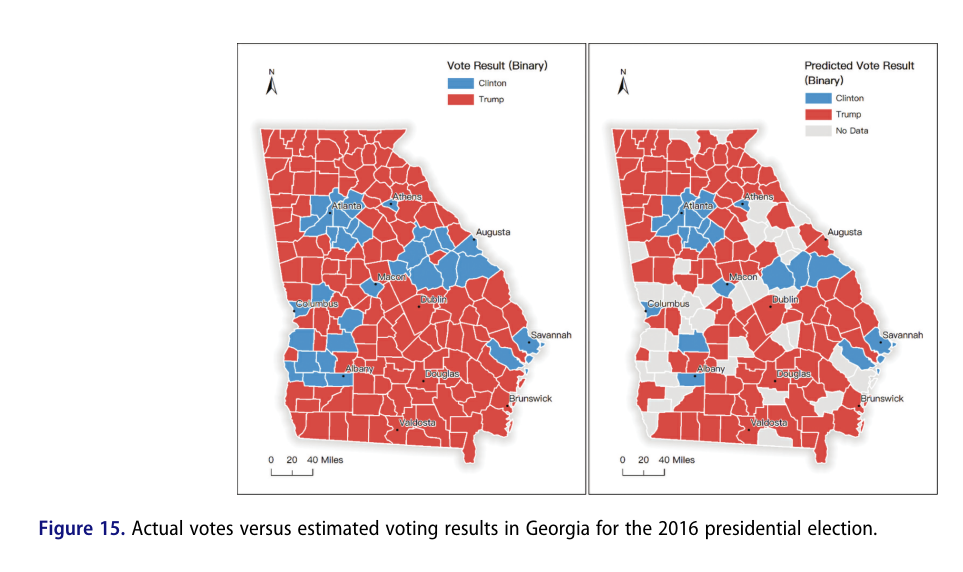 Vote Result (Binary)
N
Clinton
Trump
Athens
Atlanta
Augusta
Macon
Columbus
Dublin
Savannah
Albany
Douglas
Brunswick
Valdosta
0 20 40 Miles
Predicted Vote Result
(Binary)
N
Clinton
Trump
No Data
Athens
Atlanta
Augusta
Macon
Columbus
Dublin
Savannah
Albany
Douglas
Brunswick
Valdosta
0 20 40 Miles
Figure 15. Actual votes versus estimated voting results in Georgia for the 2016 presidential election.